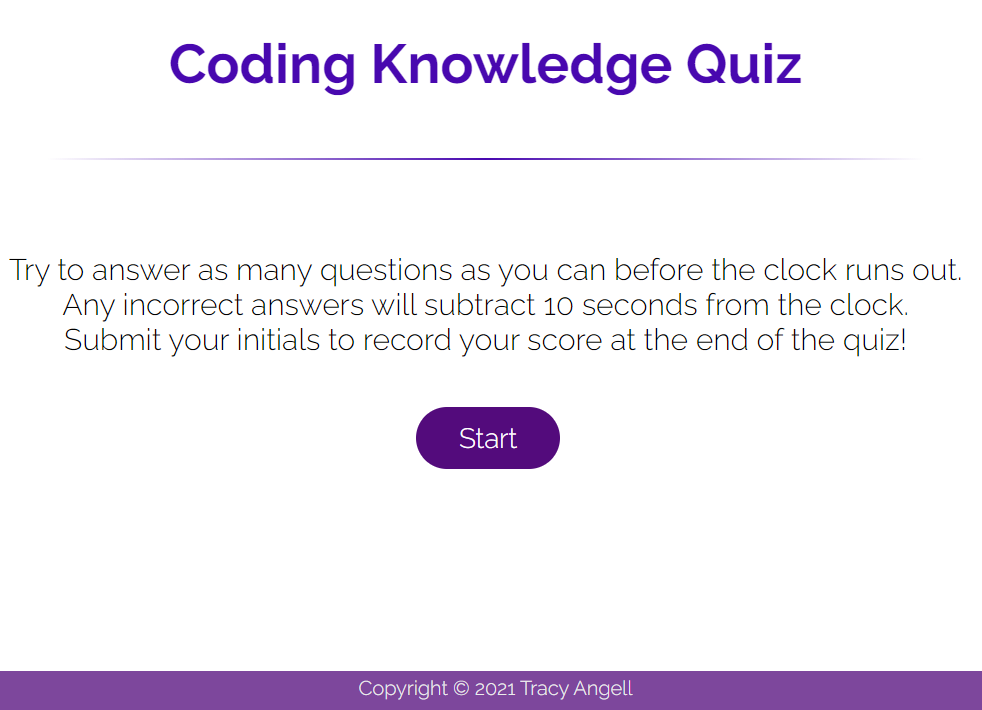 Coding Knowledge Quiz
Try to answer as many questions as you can before the clock runs out.
Any incorrect answers will subtract 10 seconds from the clock.
Submit your initials to record your score at the end of the quiz!
Start
Copyright © 2021 Tracy Angell